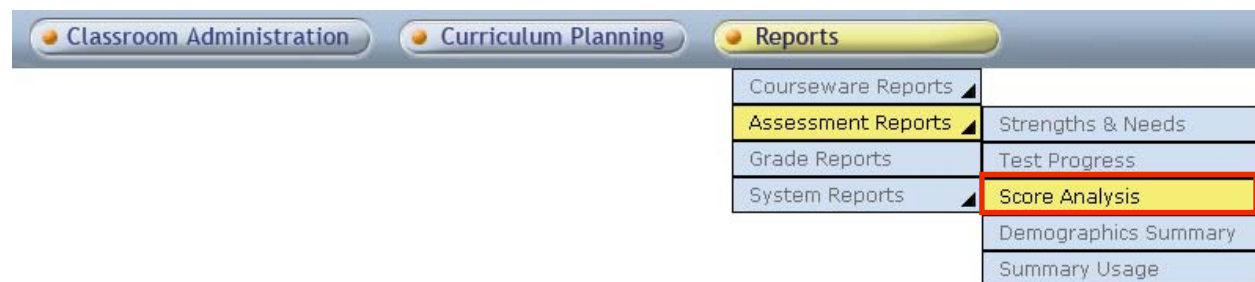 Classroom Administration
Curriculum Planning
Reports
Courseware Reports
Assessment Reports
Grade Reports
System Reports
Strengths & Needs
Test Progress
Score Analysis
Demographics Summary
Summary Usage